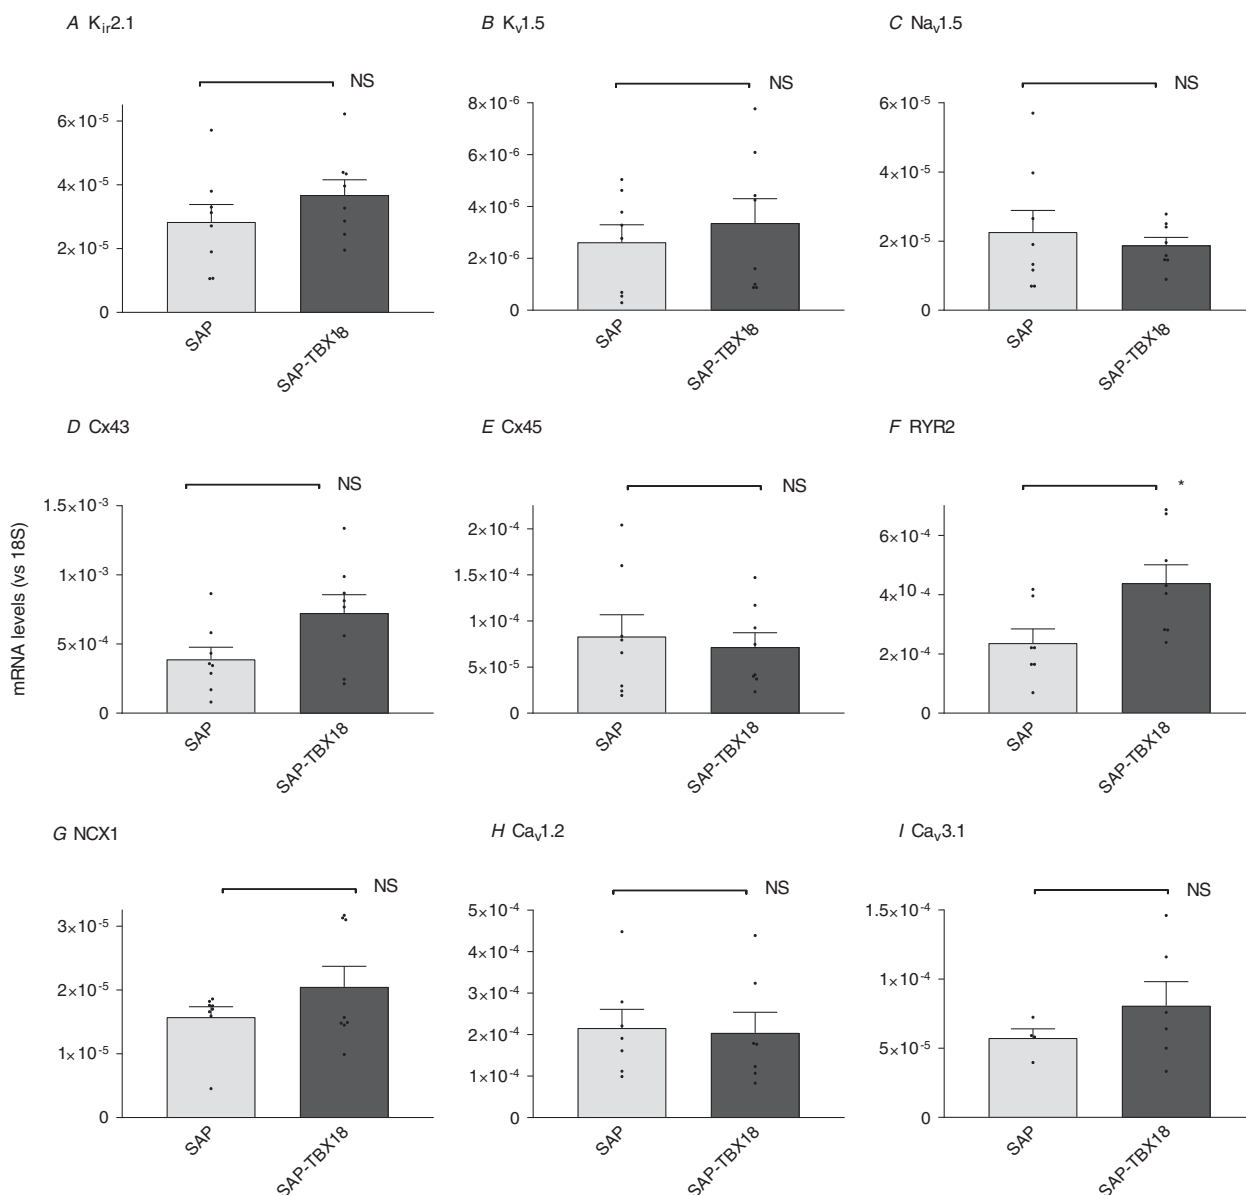 A K_ir2.1
B K_v1.5
C Na_v1.5
NS
NS
NS
6×10^-5
4×10^-5
2×10^-5
0
SAP
SAP-TBX18
8×10^-6
6×10^-6
4×10^-6
2×10^-6
0
SAP
SAP-TBX18
6×10^-5
4×10^-5
2×10^-5
0
SAP
SAP-TBX18
D Cx43
E Cx45
F RYR2
NS
NS
*
mRNA levels (vs 18S)
1.5×10^-3
1×10^-3
5×10^-4
0
SAP
SAP-TBX18
2×10^-4
1.5×10^-4
1×10^-4
5×10^-5
0
SAP
SAP-TBX18
6×10^-4
4×10^-4
2×10^-4
0
SAP
SAP-TBX18
G NCX1
H Ca_v1.2
I Ca_v3.1
NS
NS
NS
3×10^-5
2×10^-5
1×10^-5
0
SAP
SAP-TBX18
5×10^-4
4×10^-4
3×10^-4
2×10^-4
1×10^-4
0
SAP
SAP-TBX18
1.5×10^-4
1×10^-4
5×10^-5
0
SAP
SAP-TBX18